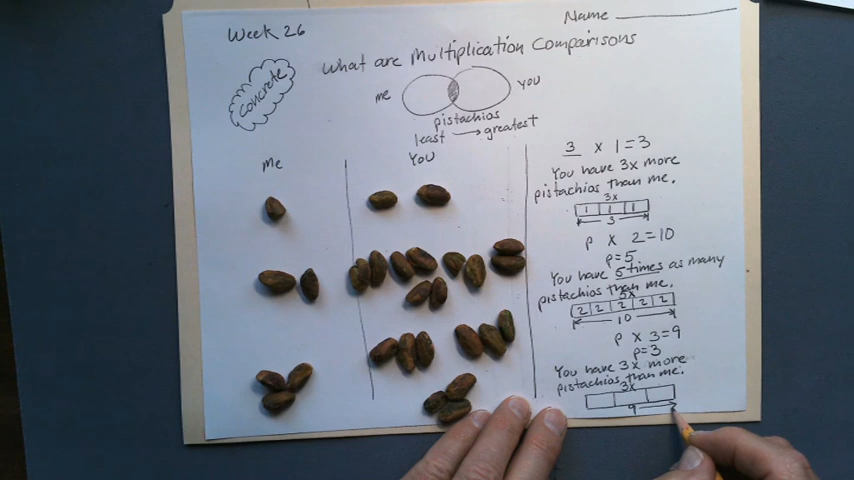 Name
Week 26
What are Multiplication Comparisons
concrete
me
You
pistachios
least → greatest
me
You
3 x 1 = 3
You have 3x more
pistachios than me.
3x
1 1 1
3
p x 2 = 10
p = 5
You have 5 times as many
pistachios than me.
5x
2 2 2 2 2
10
p x 3 = 9
p = 3
You have 3x more
pistachios than me.
3x
9